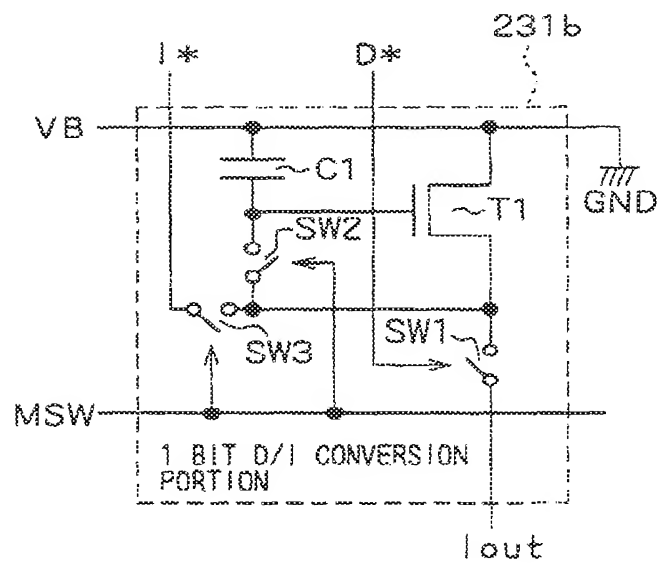 231b
I* D*
VB
C1
T1
GND
SW2
SW1
SW3
MSW
1 BIT D/I CONVERSION
PORTION
Iout